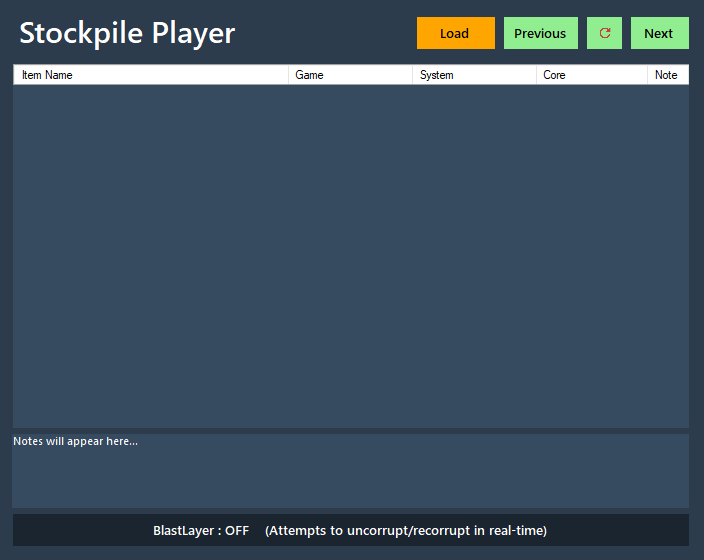 Stockpile Player
Load Previous Next
Item Name Game System Core Note
Notes will appear here...
BlastLayer : OFF (Attempts to uncorrupt/recorrupt in real-time)